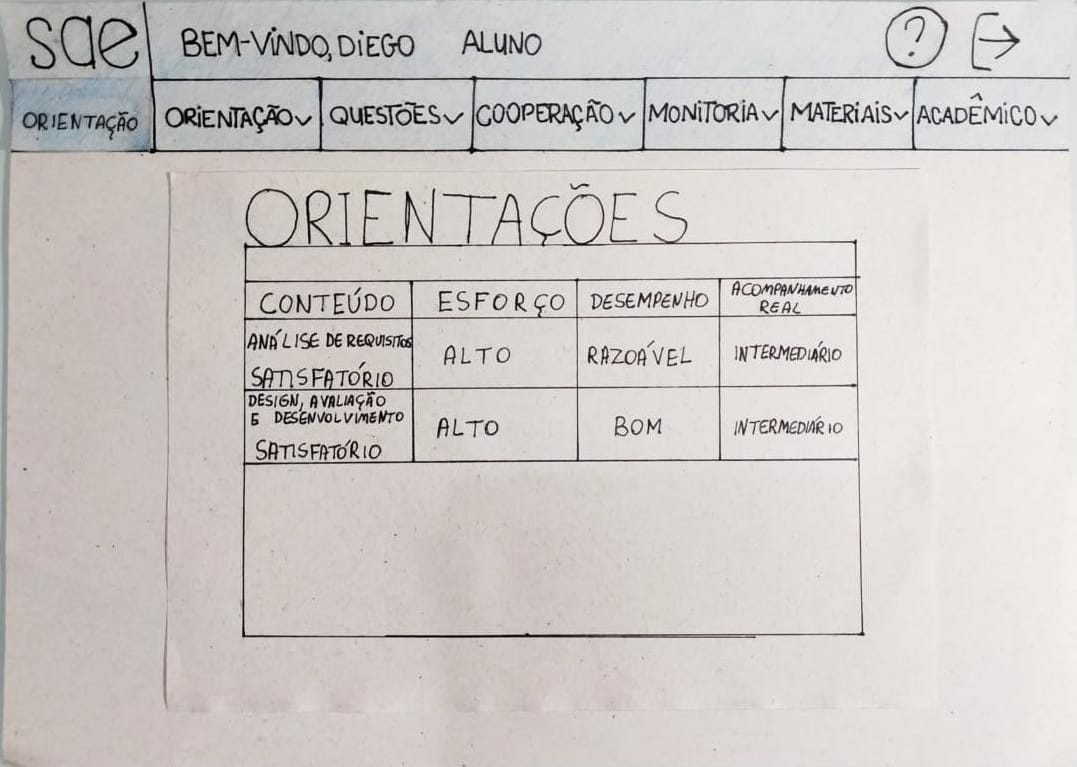 sae BEM-VINDO, DIEGO ALUNO ?
ORIENTAÇÃO ORIENTAÇÃO QUESTÕES COOPERAÇÃO MONITORIA MATERIAIS ACADÊMICO
ORIENTAÇÕES
CONTEÚDO ESFORÇO DESEMPENHO ACOMPANHAMENTO
REAL
ANÁLISE DE REQUISITOS
SATISFATÓRIO
ALTO RAZOÁVEL INTERMEDIÁRIO
DESIGN, AVALIAÇÃO
E DESENVOLVIMENTO
SATISFATÓRIO
ALTO BOM INTERMEDIÁRIO